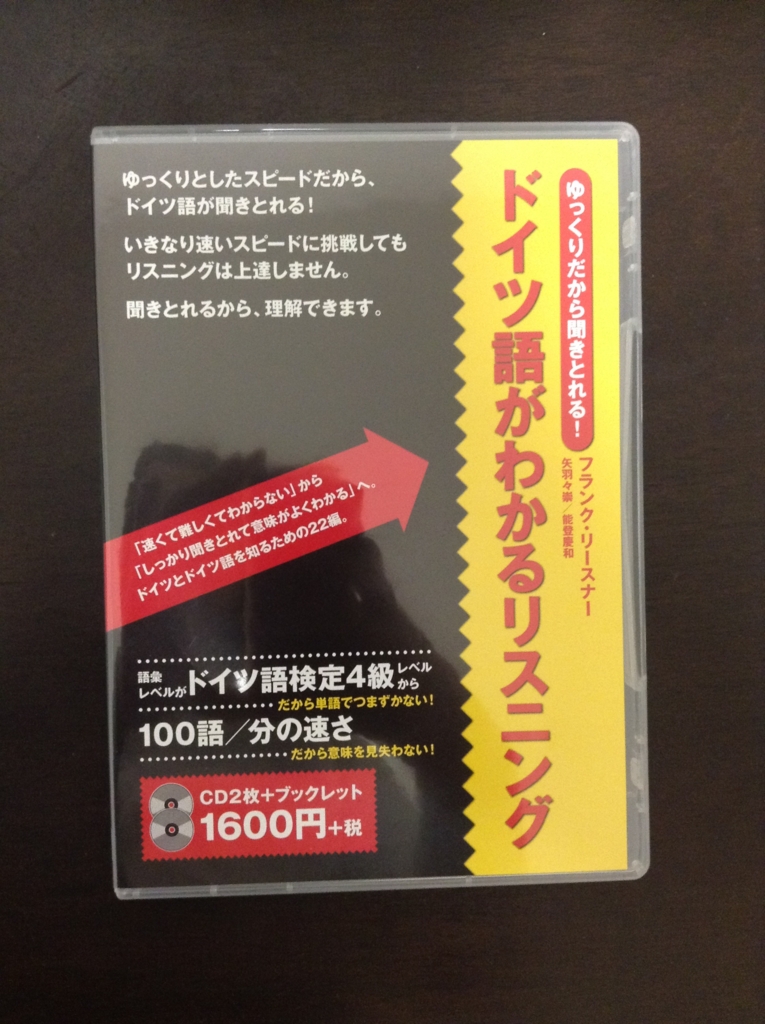 ゆっくりだから聞きとれる!
ドイツ語がわかるリスニング
フランク・リースナー
矢羽々崇/能登慶和
ゆっくりとしたスピードだから、
ドイツ語が聞きとれる!
いきなり速いスピードに挑戦しても
リスニングは上達しません。
聞きとれるから、理解できます。
「速くて難しくてわからない」から
「しっかり聞きとれて意味がよくわかる」へ。
ドイツとドイツ語を知るための22編。
語彙レベルがドイツ語検定4級レベルから
だから単語でつまずかない!
100語/分の速さ
だから意味を見失わない!
CD2枚+ブックレット
1600円+税